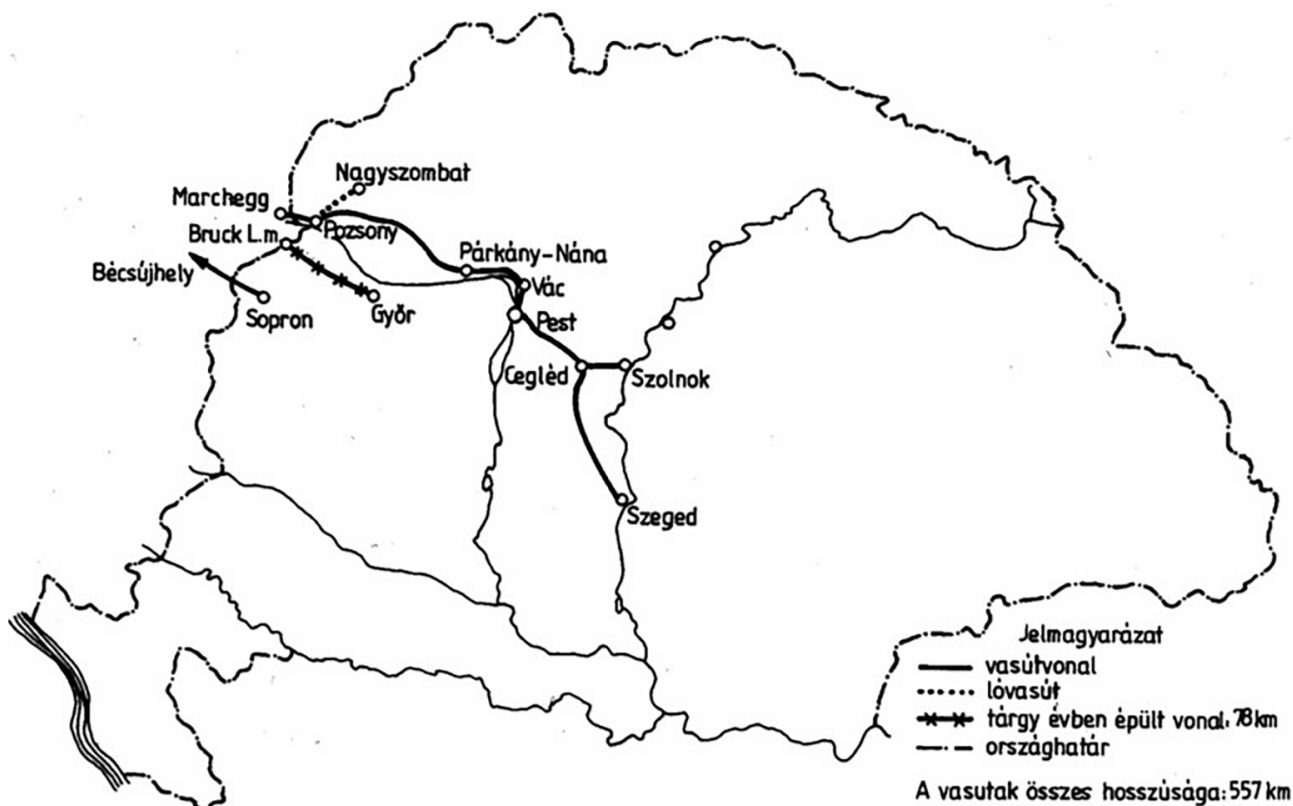 Nagyszombat
Marchegg
Pozsony
Bruck L.m.
Párkány-Nána
Bécsújhely
Vác
Sopron
Győr
Pest
Cegléd
Szolnok
Szeged
Jelmagyarázat
vasútvonal
lóvasút
tárgy évben épült vonal: 78 km
országhatár
A vasutak összes hosszúsága: 557 km